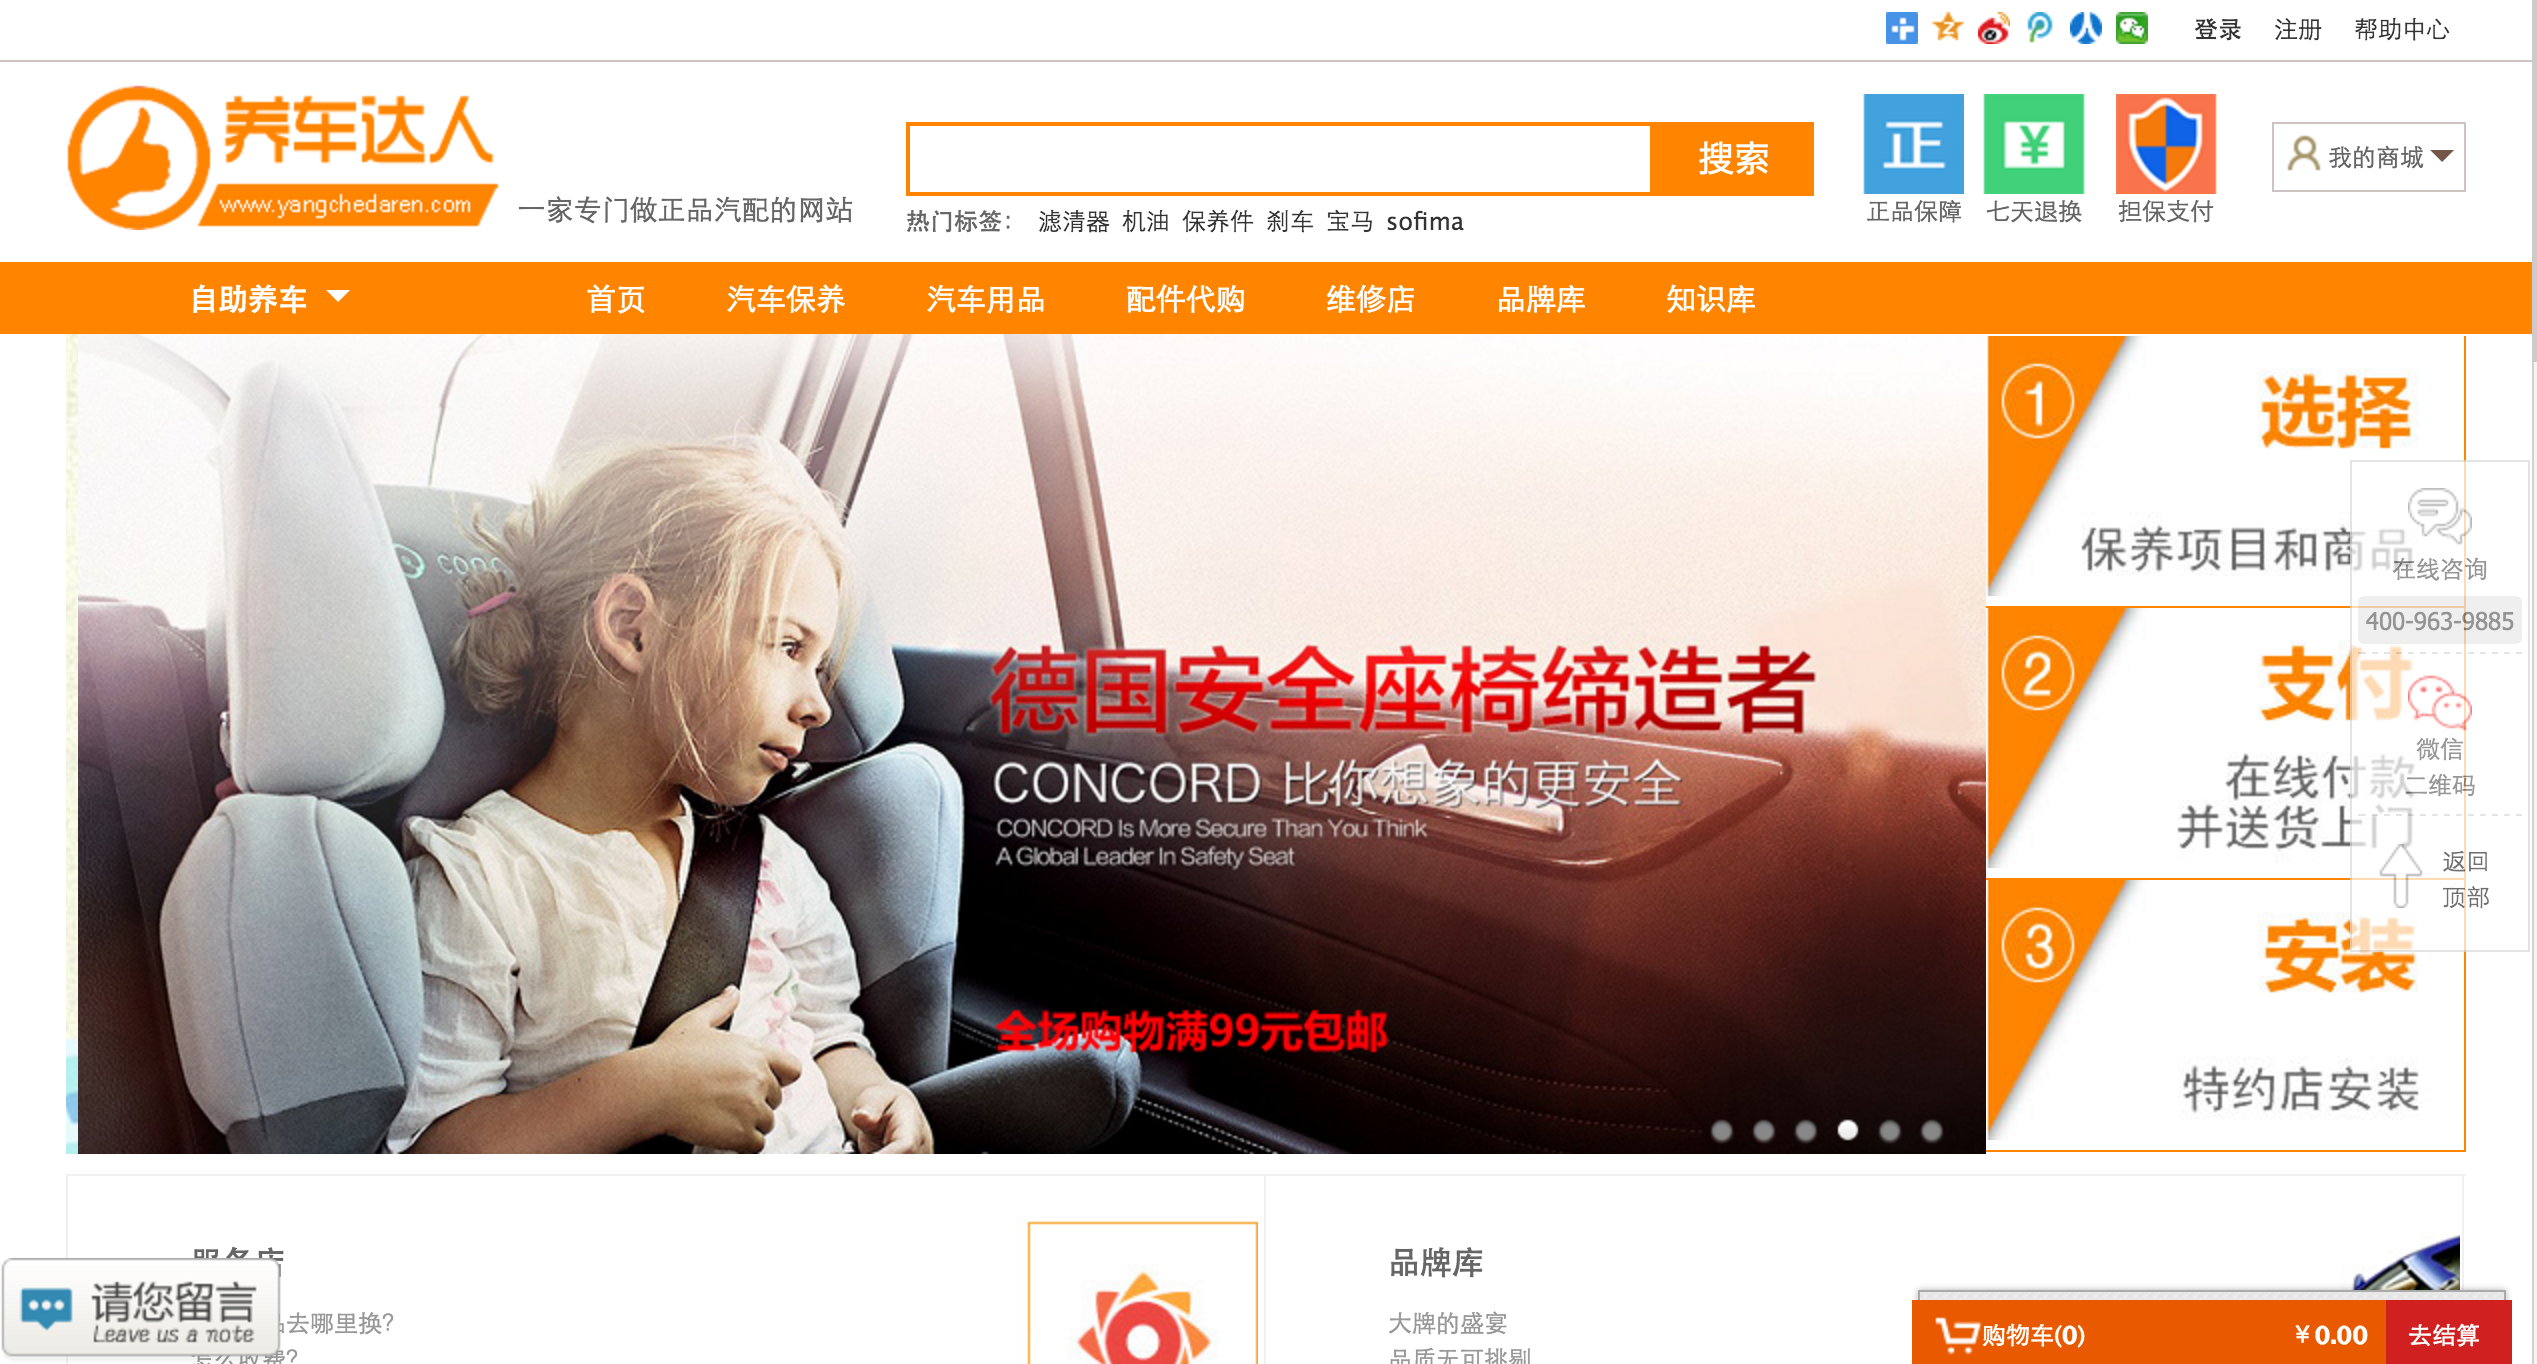 登录 注册 帮助中心
养车达人
www.yangchedaren.com
一家专门做正品汽配的网站
搜索
热门标签： 滤清器 机油 保养件 刹车 宝马 sofima
正
¥
正品保障 七天退换 担保支付
我的商城
自助养车 首页 汽车保养 汽车用品 配件代购 维修店 品牌库 知识库
conc
德国安全座椅缔造者
CONCORD 比你想象的更安全
CONCORD Is More Secure Than You Think
A Global Leader In Safety Seat
全场购物满99元包邮
1
选择
保养项目和商品
2
支付
在线付款
并送货上门
3
安装
特约店安装
在线咨询
400-963-9885
微信
二维码
返回
顶部
品牌库
大牌的盛宴
品质无可挑剔
去哪里换?
怎么收费?
请您留言
Leave us a note
购物车(0)
¥0.00
去结算